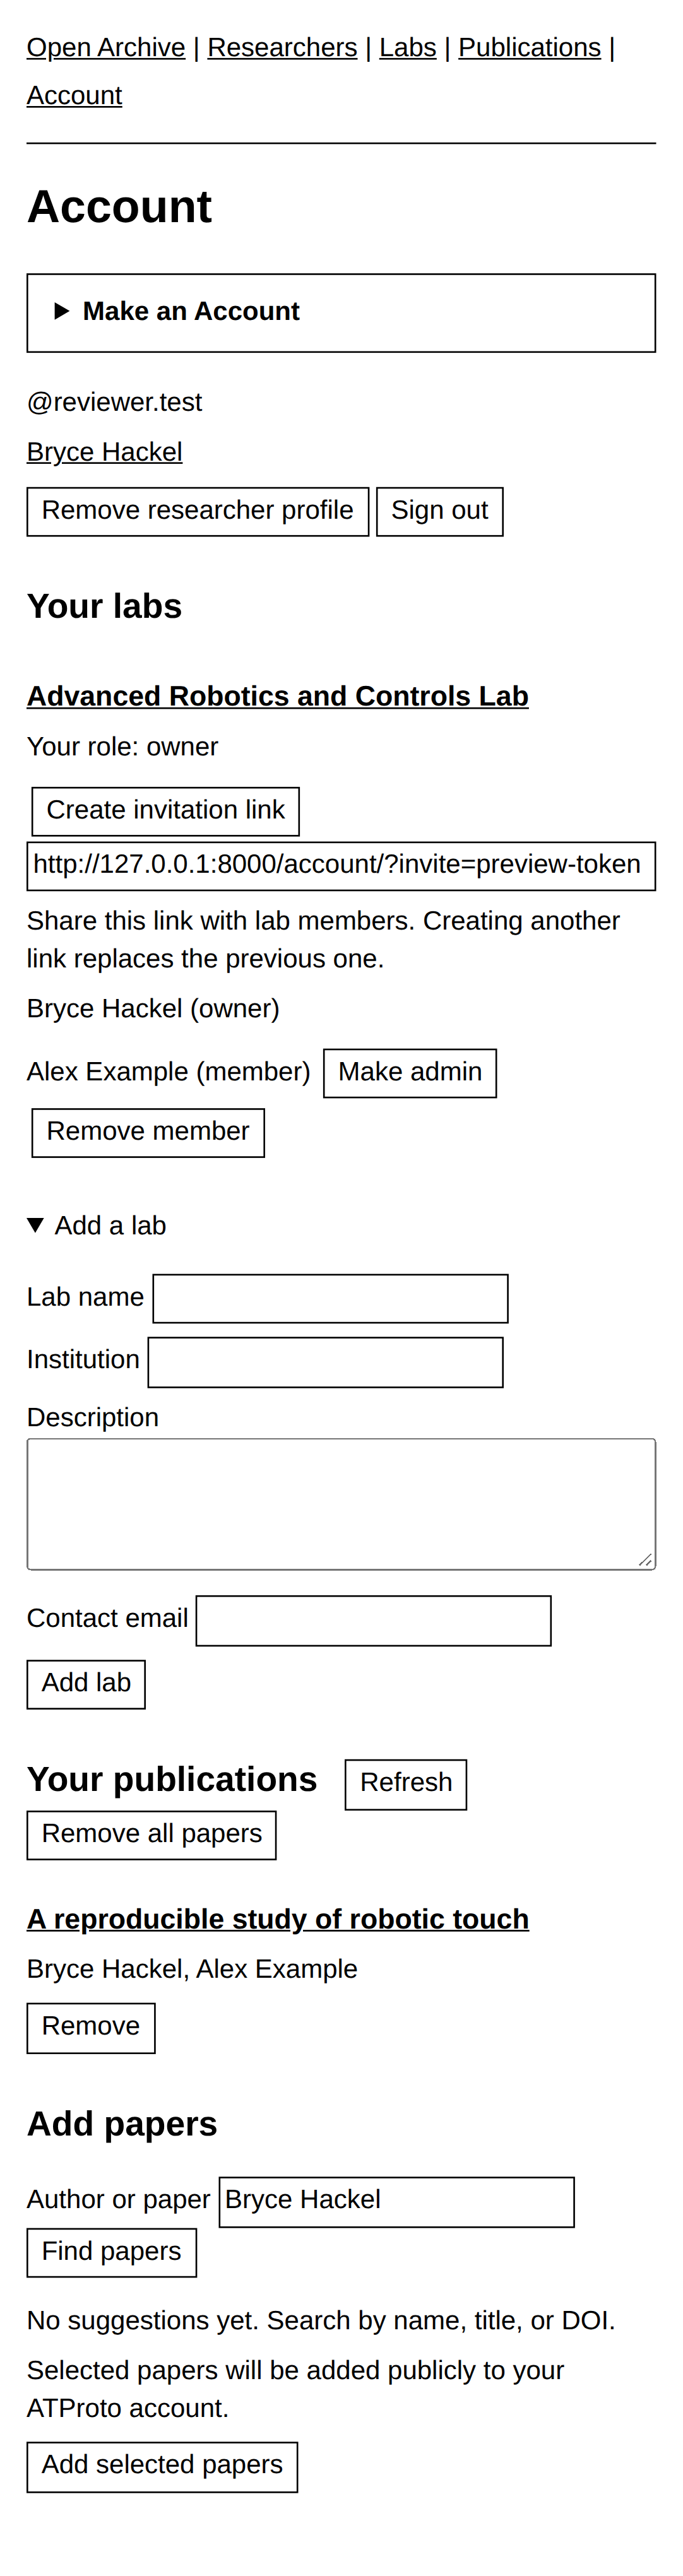 Open Archive | Researchers | Labs | Publications |
Account
Account
Make an Account
@reviewer.test
Bryce Hackel
Remove researcher profile Sign out
Your labs
Advanced Robotics and Controls Lab
Your role: owner
Create invitation link
http://127.0.0.1:8000/account/?invite=preview-token
Share this link with lab members. Creating another
link replaces the previous one.
Bryce Hackel (owner)
Alex Example (member) Make admin
Remove member
Add a lab
Lab name
Institution
Description
Contact email
Add lab
Your publications Refresh
Remove all papers
A reproducible study of robotic touch
Bryce Hackel, Alex Example
Remove
Add papers
Author or paper Bryce Hackel
Find papers
No suggestions yet. Search by name, title, or DOI.
Selected papers will be added publicly to your
ATProto account.
Add selected papers